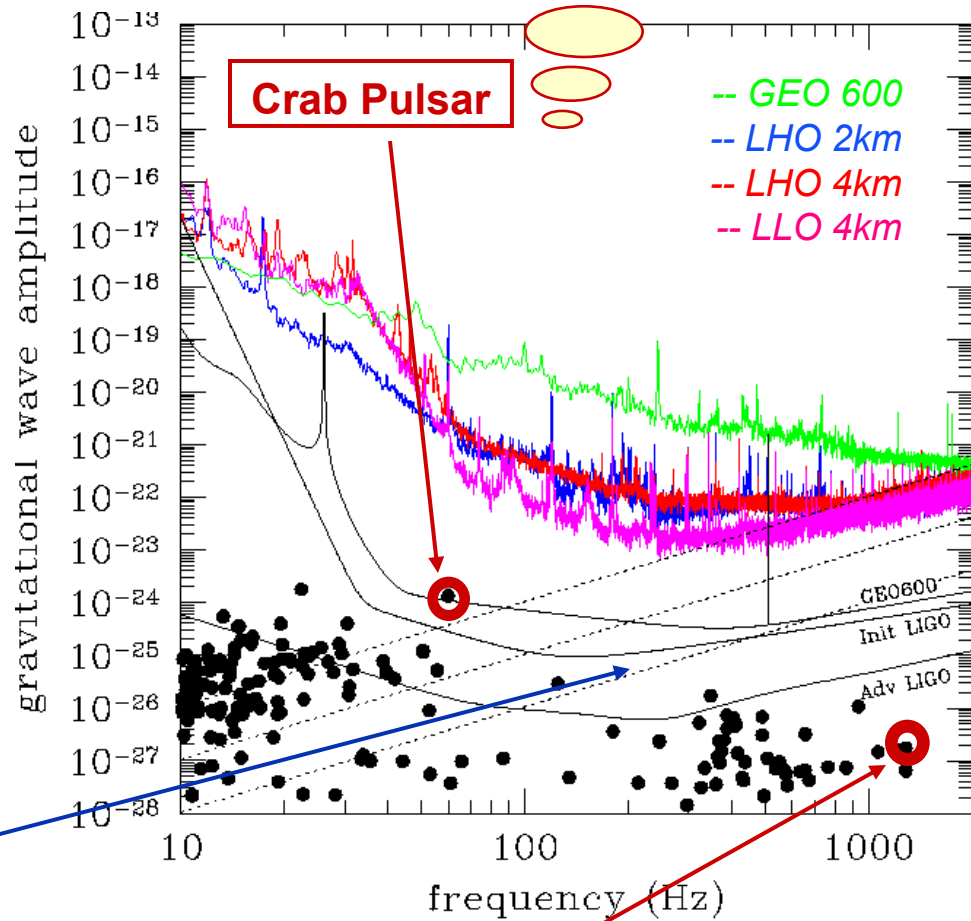 10⁻¹³
10⁻¹⁴
10⁻¹⁵
10⁻¹⁶
10⁻¹⁷
10⁻¹⁸
10⁻¹⁹
10⁻²⁰
10⁻²¹
10⁻²²
10⁻²³
10⁻²⁴
10⁻²⁵
10⁻²⁶
10⁻²⁷
10⁻²⁸
gravitational wave amplitude
Crab Pulsar
-- GEO 600
-- LHO 2km
-- LHO 4km
-- LLO 4km
GEO600
Init LIGO
Adv LIGO
10
100
1000
frequency (Hz)